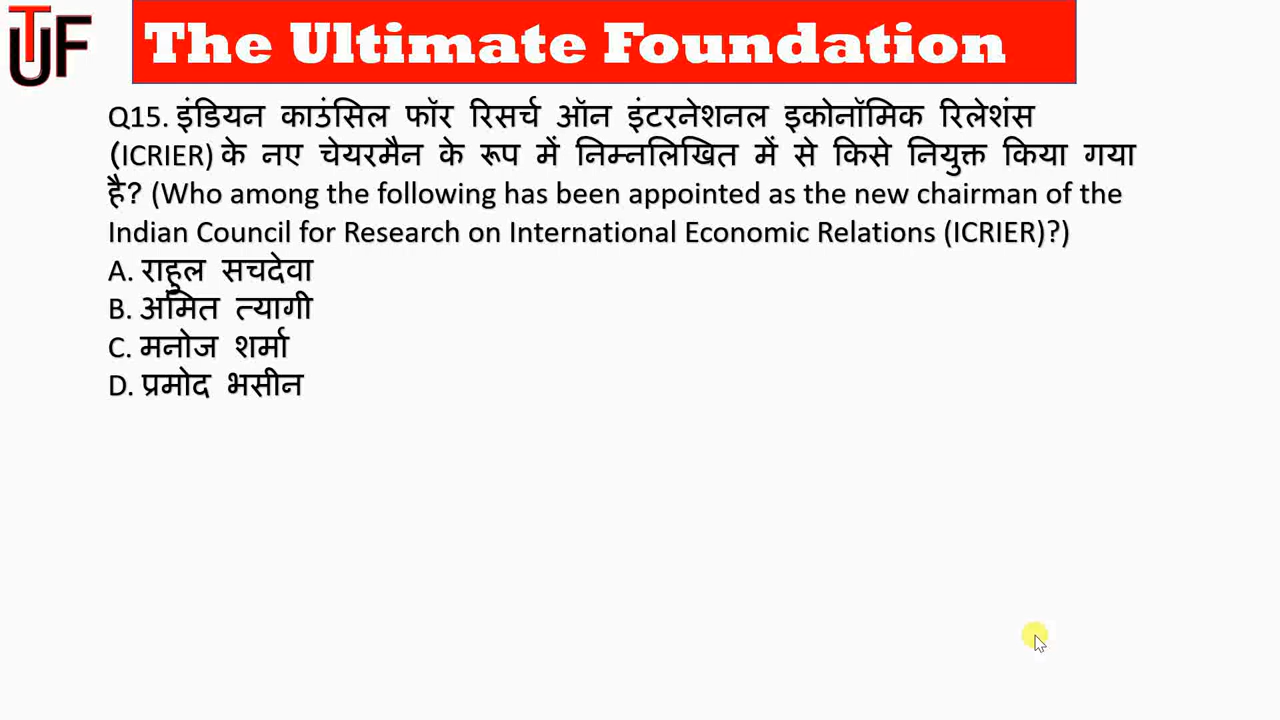 TUF
The Ultimate Foundation
Q15. इंडियन काउंसिल फॉर रिसर्च ऑन इंटरनेशनल इकोनॉमिक रिलेशंस
(ICRIER) के नए चेयरमैन के रूप में निम्नलिखित में से किसे नियुक्त किया गया
है? (Who among the following has been appointed as the new chairman of the
Indian Council for Research on International Economic Relations (ICRIER)?)
A. राहुल सचदेवा
B. अमित त्यागी
C. मनोज शर्मा
D. प्रमोद भसीन